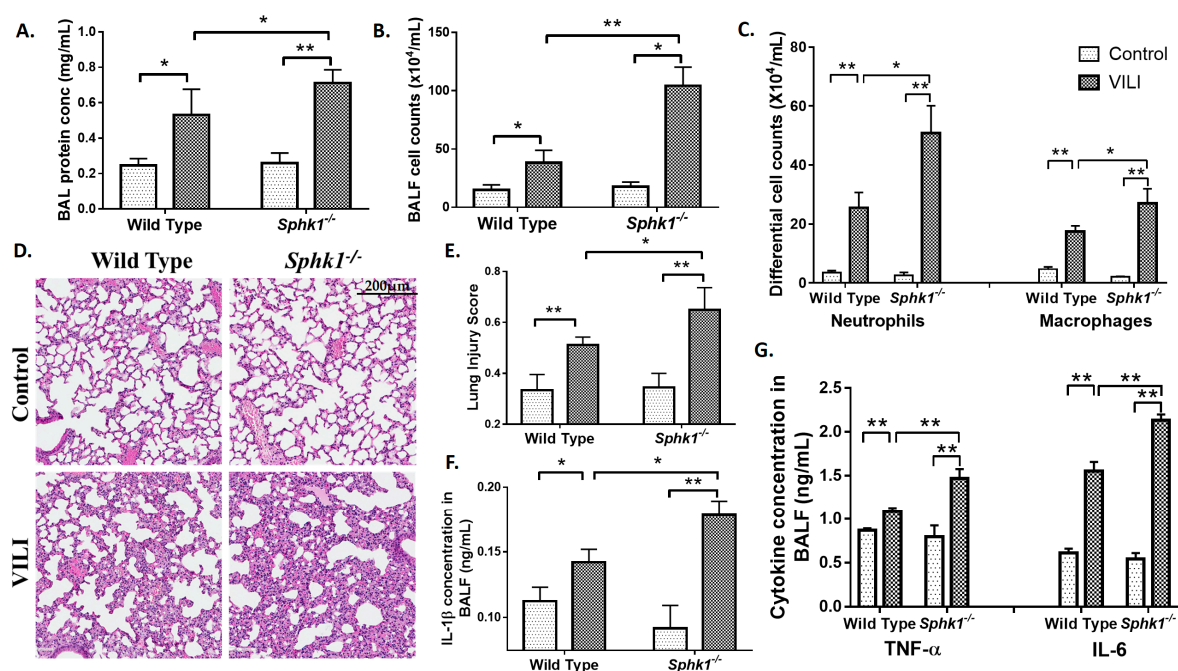 A.
BAL protein conc (mg/mL)
1.0
0.8
0.6
0.4
0.2
0.0
*
**
*
Wild Type
Sphk1-/-
B.
BALF cell counts (x10⁴/mL)
150
100
50
0
*
**
*
Wild Type
Sphk1-/-
C.
Differential cell counts (X10⁴/mL)
80
60
40
20
0
Control
VILI
**
*
**
**
*
**
Wild Type
Sphk1-/-
Wild Type
Sphk1-/-
Neutrophils
Macrophages
D.
Wild Type
Sphk1-/-
200µm
Control
VILI
E.
Lung Injury Score
0.8
0.6
0.4
0.2
**
*
**
Wild Type
Sphk1-/-
F.
IL-1β concentration in
BALF (ng/mL)
0.20
0.15
0.10
*
*
**
Wild Type
Sphk1-/-
G.
Cytokine concentration in
BALF (ng/mL)
2.5
2.0
1.5
1.0
0.5
0.0
**
**
**
**
**
**
Wild Type
Sphk1-/-
Wild Type
Sphk1-/-
TNF-α
IL-6